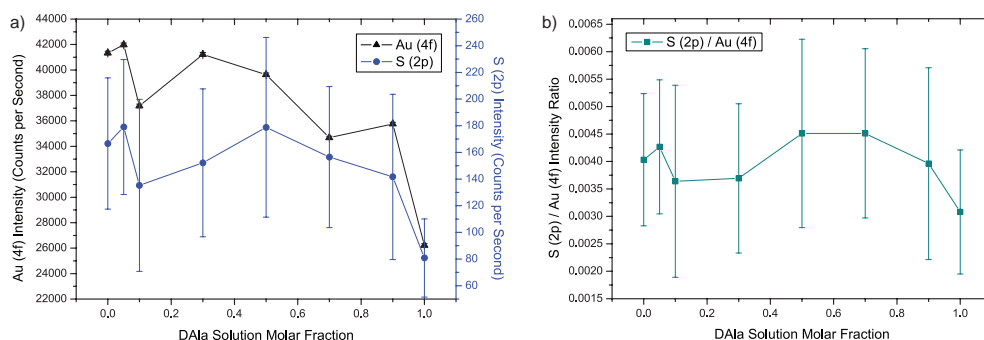 a)
44000
42000
40000
38000
36000
34000
32000
30000
28000
26000
24000
22000
Au (4f) Intensity (Counts per Second)
Au (4f)
S (2p)
260
240
220
200
180
160
140
120
100
80
60
S (2p) Intensity (Counts per Second)
0.0 0.2 0.4 0.6 0.8 1.0
DAla Solution Molar Fraction
b)
0.0065
0.0060
0.0055
0.0050
0.0045
0.0040
0.0035
0.0030
0.0025
0.0020
0.0015
S (2p) / Au (4f) Intensity Ratio
S (2p) / Au (4f)
0.0 0.2 0.4 0.6 0.8 1.0
DAla Solution Molar Fraction